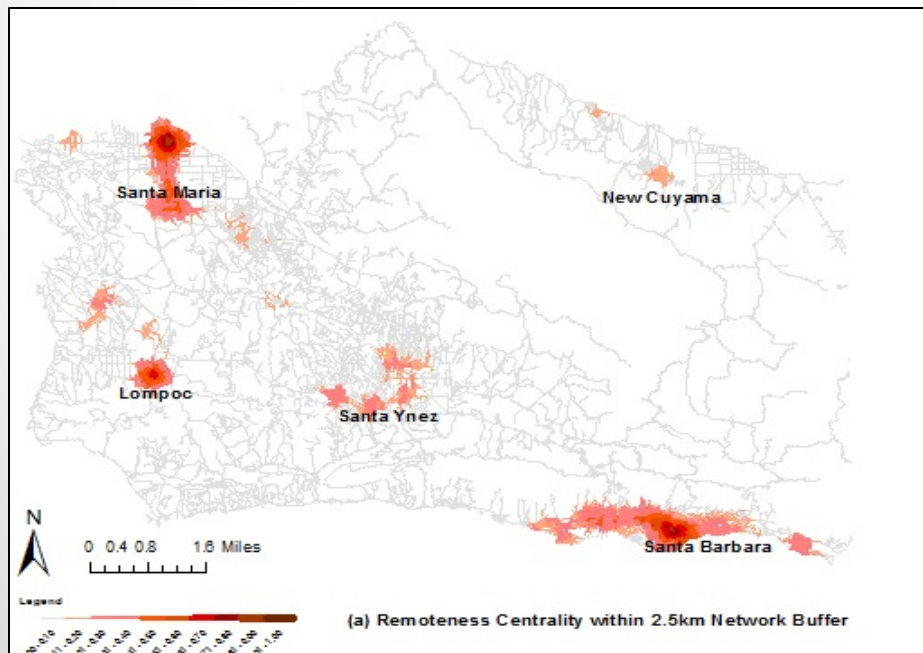 Santa Maria
New Cuyama
Lompoc
Santa Ynez
N
0 0.4 0.8 1.6 Miles
Santa Barbara
Legend
(a) Remoteness Centrality within 2.5km Network Buffer